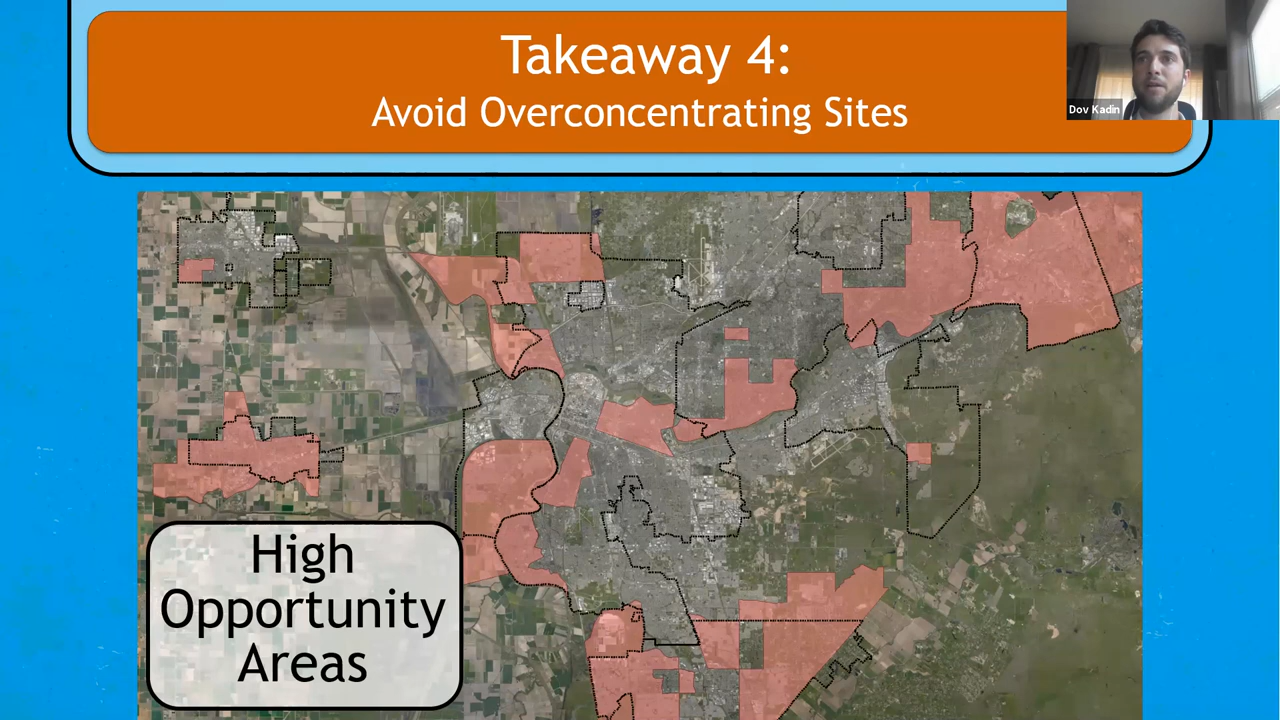 Takeaway 4:
Avoid Overconcentrating Sites
Dov Kadin
High
Opportunity
Areas